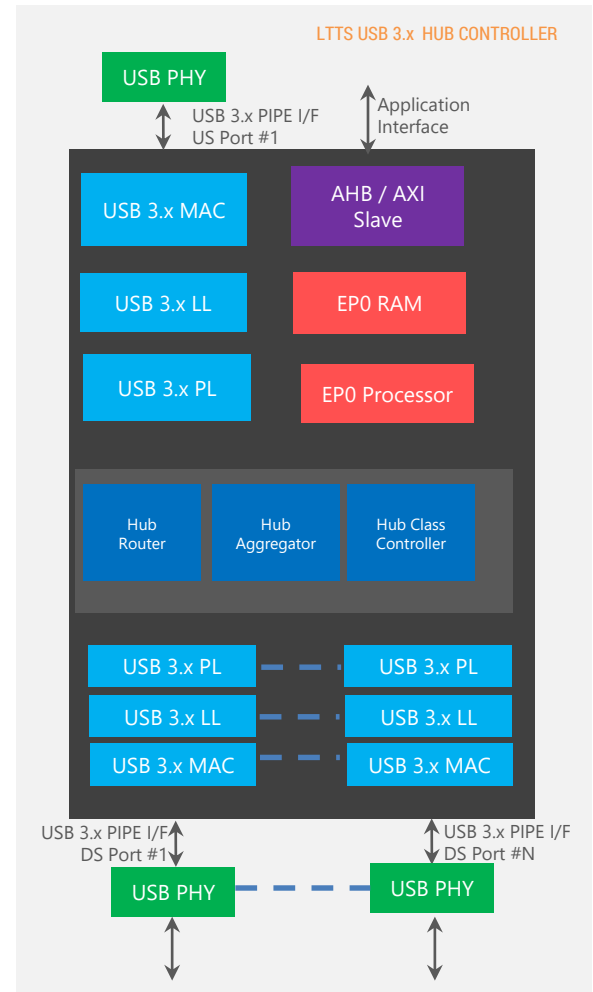 LTTS USB 3.x HUB CONTROLLER
USB PHY
USB 3.x PIPE I/F
US Port #1
Application
Interface
USB 3.x MAC
AHB / AXI
Slave
USB 3.x LL
EP0 RAM
USB 3.x PL
EP0 Processor
Hub
Router
Hub
Aggregator
Hub Class
Controller
USB 3.x PL
USB 3.x PL
USB 3.x LL
USB 3.x LL
USB 3.x MAC
USB 3.x MAC
USB 3.x PIPE I/F
DS Port #1
USB 3.x PIPE I/F
DS Port #N
USB PHY
USB PHY